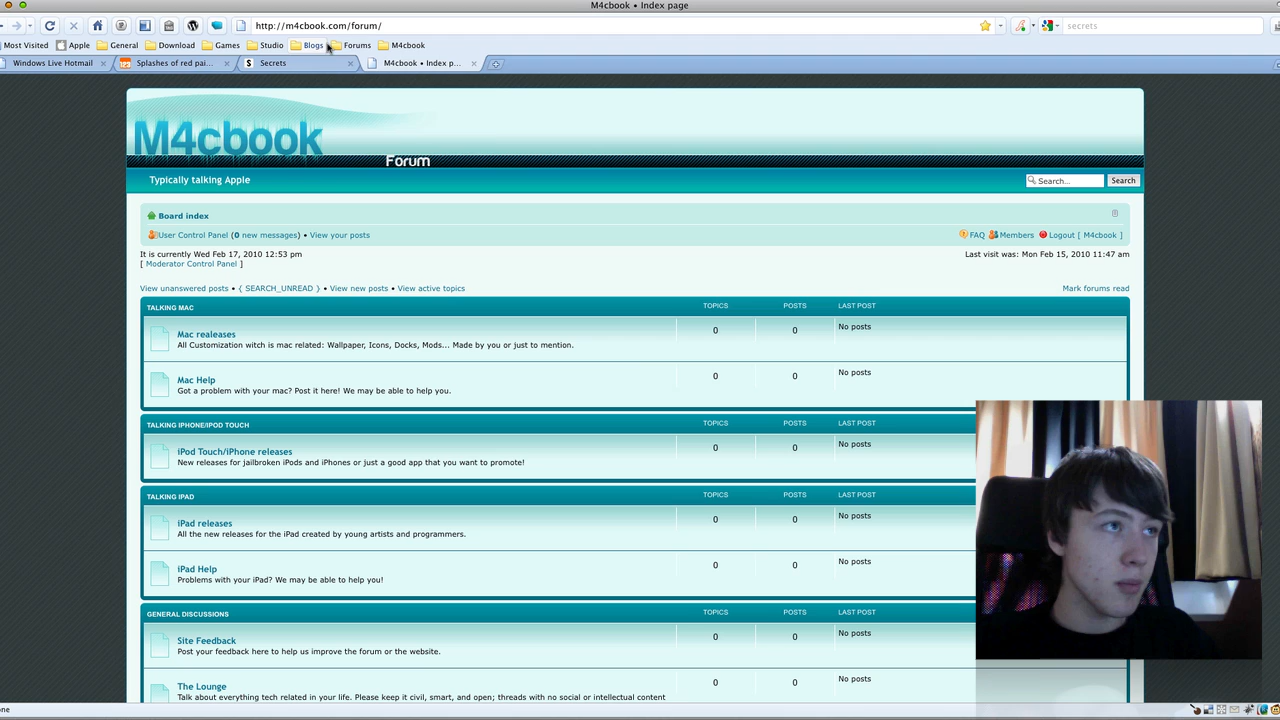 M4cbook • Index page
http://m4cbook.com/forum/
secrets
Most Visited Apple General Download Games Studio Blogs Forums M4cbook
Windows Live Hotmail Splashes of red pai... Secrets M4cbook • Index p...
M4cbook
Forum
Typically talking Apple
Search... Search
Board index
User Control Panel (0 new messages) • View your posts
FAQ Members Logout [ M4cbook ]
It is currently Wed Feb 17, 2010 12:53 pm
Last visit was: Mon Feb 15, 2010 11:47 am
[ Moderator Control Panel ]
View unanswered posts • { SEARCH_UNREAD } • View new posts • View active topics
Mark forums read
TALKING MAC TOPICS POSTS LAST POST
Mac realeases 0 0 No posts
All Customization witch is mac related: Wallpaper, Icons, Docks, Mods... Made by you or just to mention.
Mac Help 0 0 No posts
Got a problem with your mac? Post it here! We may be able to help you.
TALKING IPHONE/IPOD TOUCH TOPICS POSTS LAST POST
iPod Touch/iPhone releases 0 0 No posts
New releases for jailbroken iPods and iPhones or just a good app that you want to promote!
TALKING IPAD TOPICS POSTS LAST POST
iPad releases 0 0 No posts
All the new releases for the iPad created by young artists and programmers.
iPad Help 0 0 No posts
Problems with your iPad? We may be able to help you!
GENERAL DISCUSSIONS TOPICS POSTS LAST POST
Site Feedback 0 0 No posts
Post your feedback here to help us improve the forum or the website.
The Lounge 0 0 No posts
Talk about everything tech related in your life. Please keep it civil, smart, and open; threads with no social or intellectual content